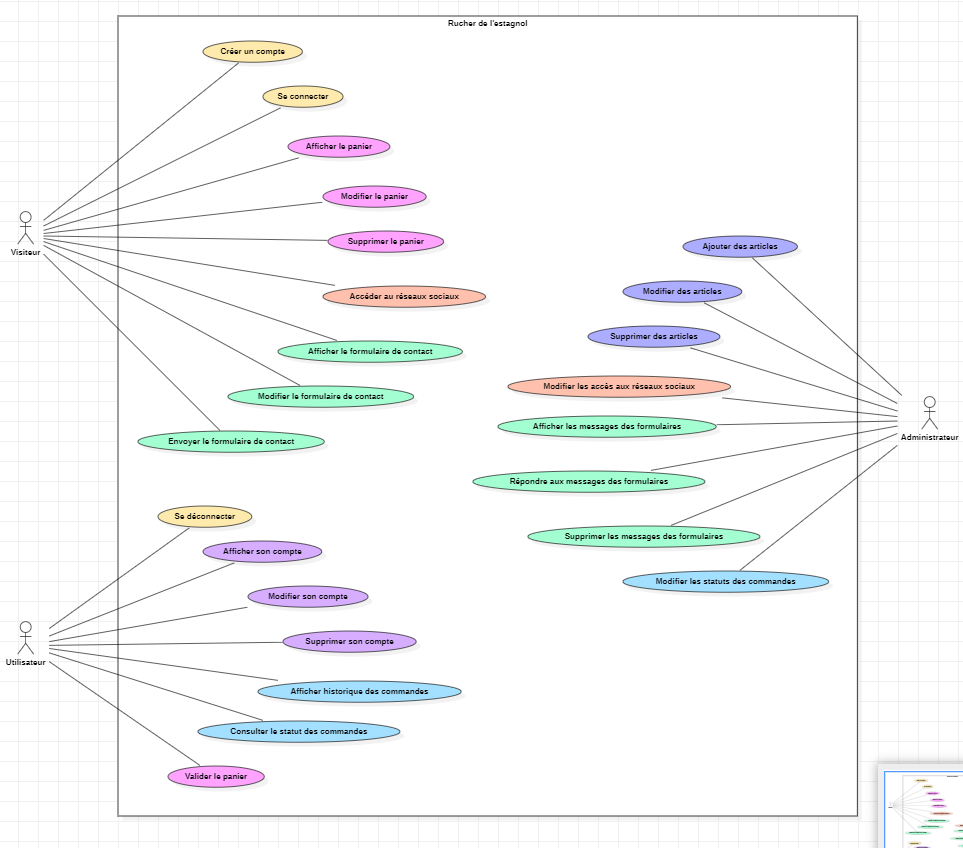 Rucher de l'estagnol
Créer un compte
Se connecter
Afficher le panier
Modifier le panier
Supprimer le panier
Accéder au réseaux sociaux
Afficher le formulaire de contact
Modifier le formulaire de contact
Envoyer le formulaire de contact
Visiteur
Se déconnecter
Afficher son compte
Modifier son compte
Supprimer son compte
Afficher historique des commandes
Consulter le statut des commandes
Valider le panier
Utilisateur
Ajouter des articles
Modifier des articles
Supprimer des articles
Modifier les accès aux réseaux sociaux
Afficher les messages des formulaires
Répondre aux messages des formulaires
Supprimer les messages des formulaires
Modifier les statuts des commandes
Administrateur